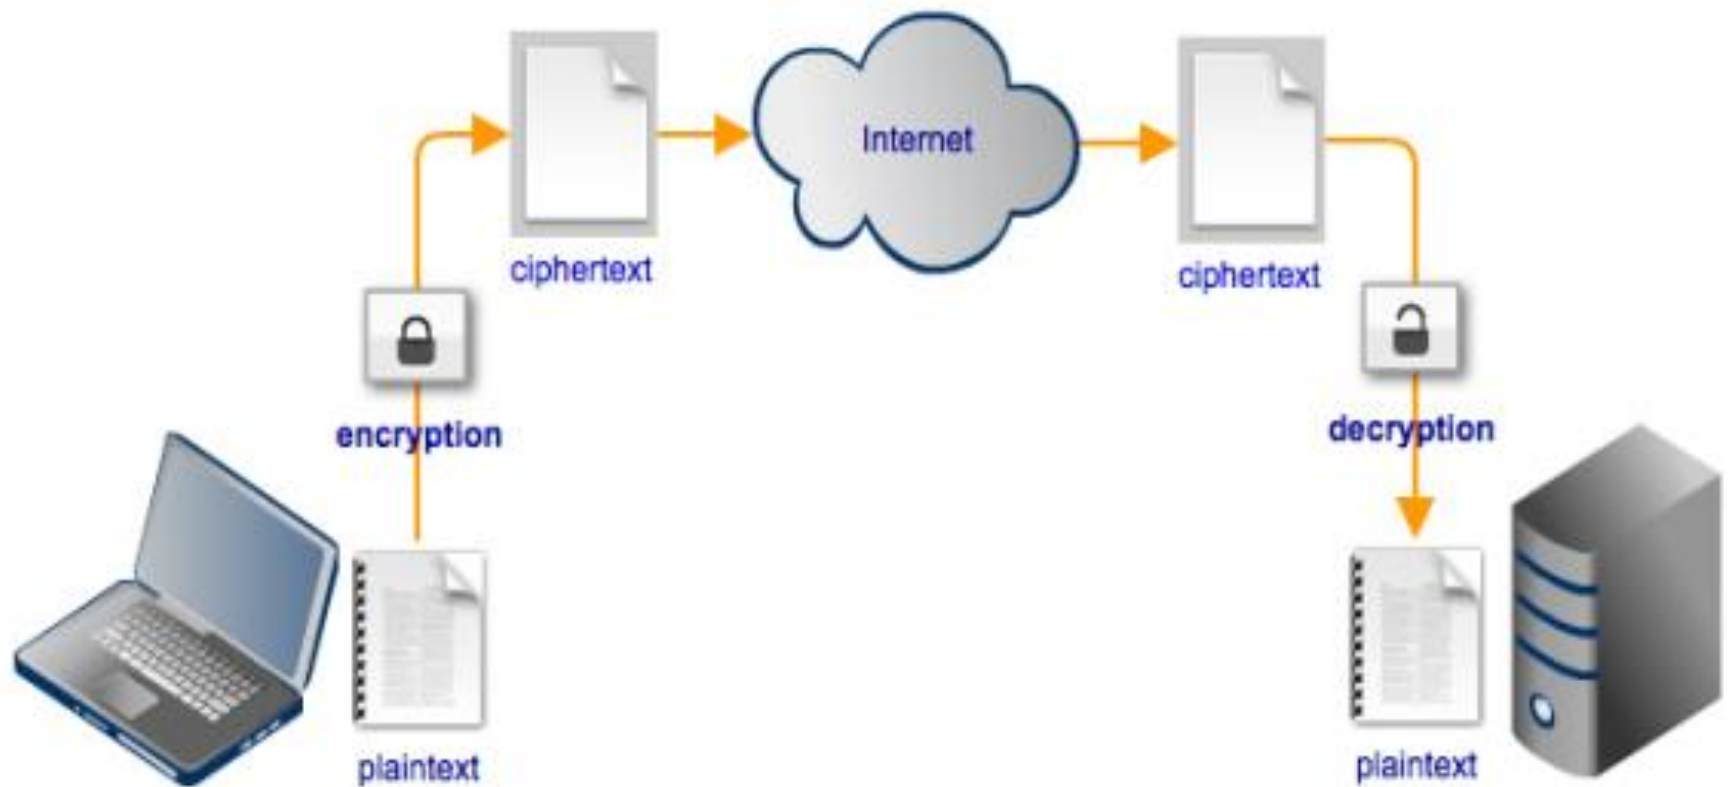 Internet
ciphertext
ciphertext
encryption
decryption
plaintext
plaintext